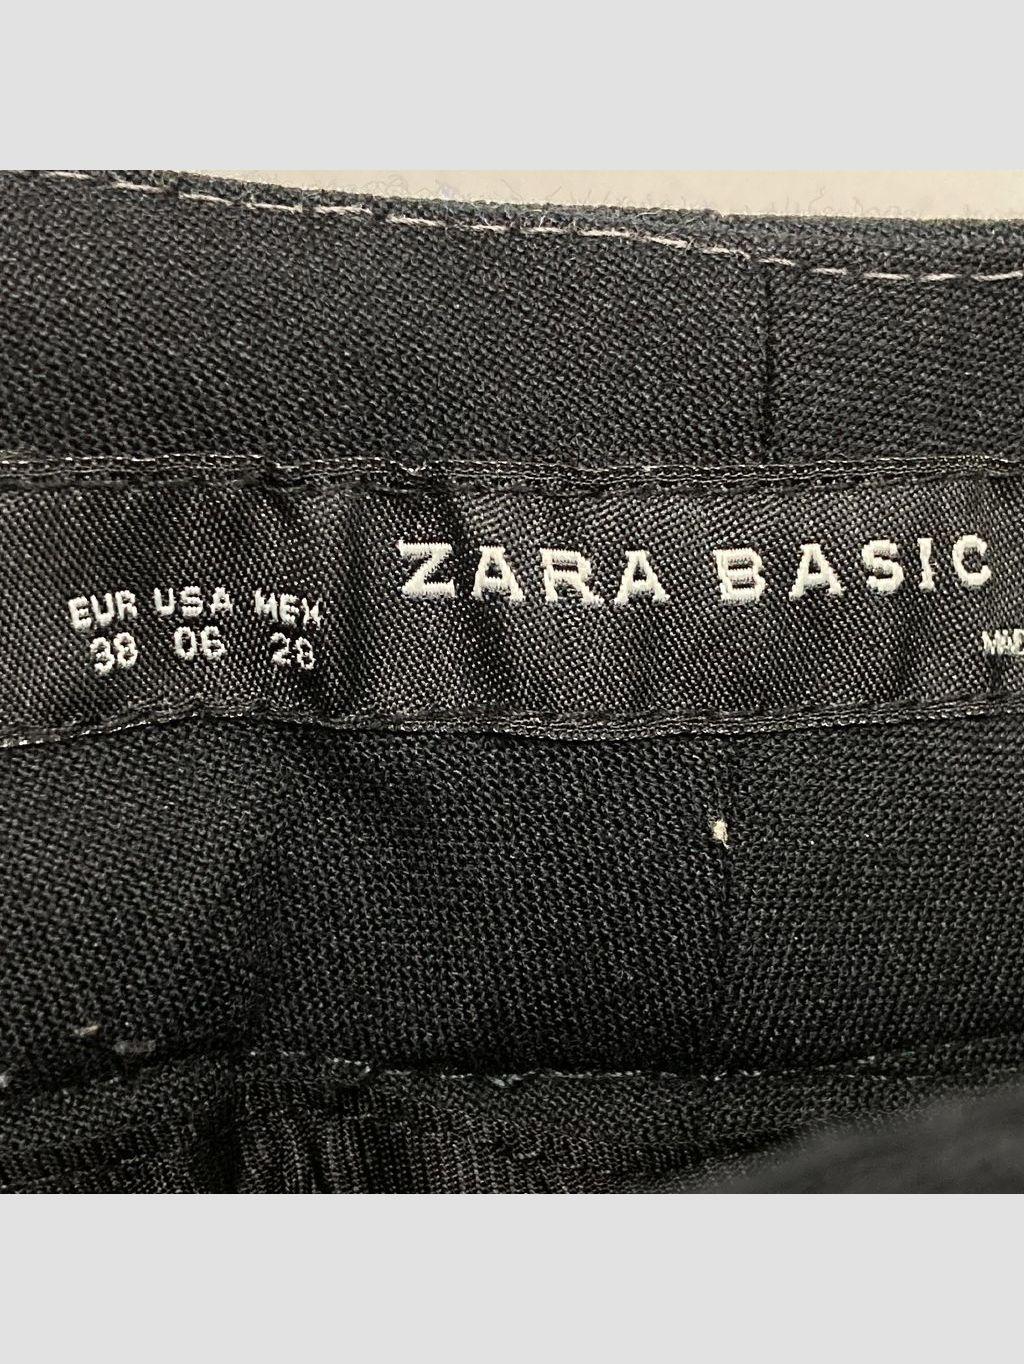 ZARA BASIC
EUR USA MEX
38 06 28